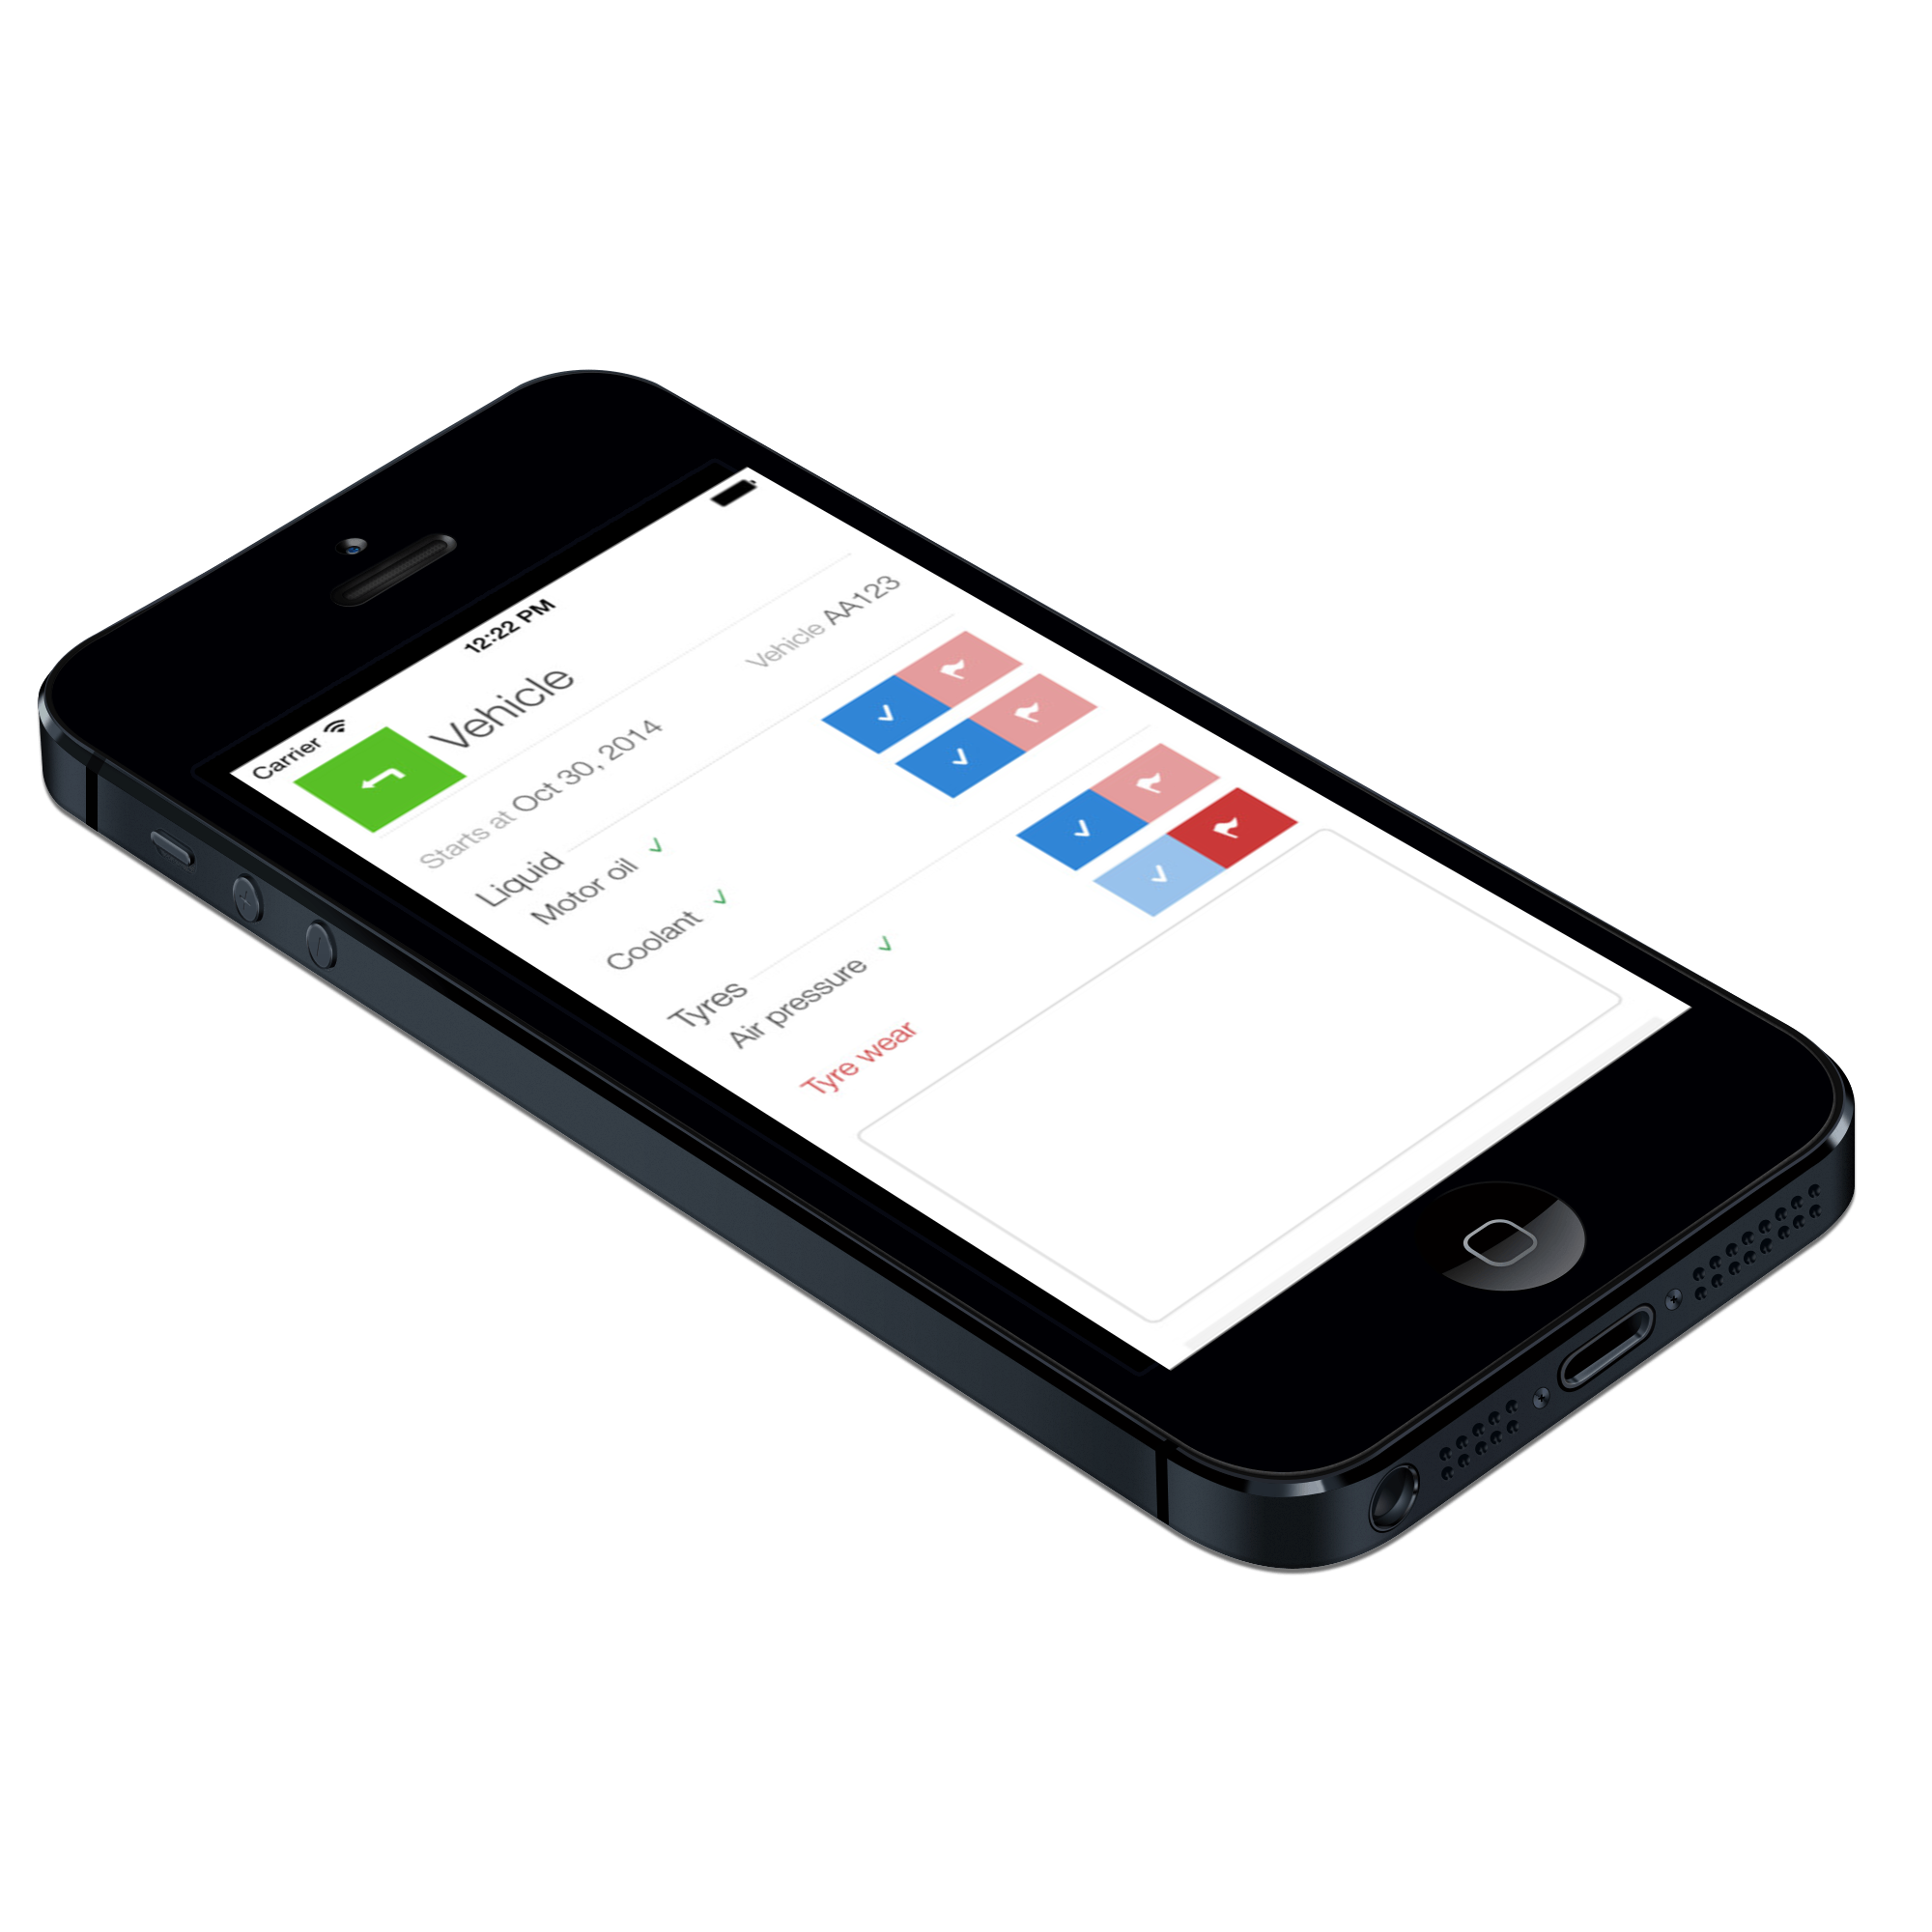 Carrier 12:22 PM
Vehicle
Starts at Oct 30, 2014 Vehicle AA123
Liquid
Motor oil
Coolant
Tyres
Air pressure
Tyre wear